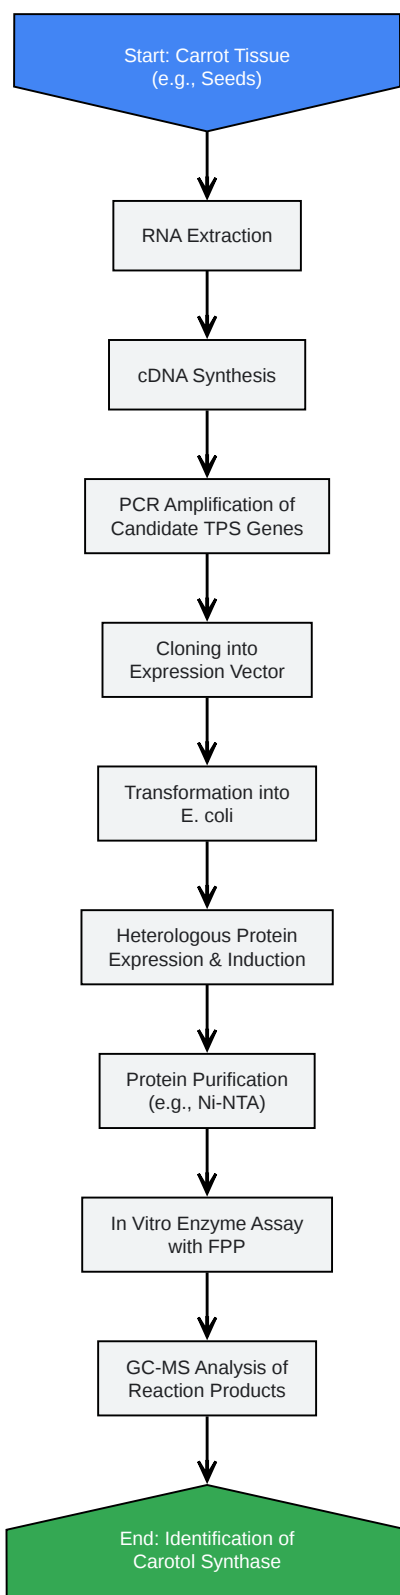 Start: Carrot Tissue
(e.g., Seeds)
RNA Extraction
cDNA Synthesis
PCR Amplification of
Candidate TPS Genes
Cloning into
Expression Vector
Transformation into
E. coli
Heterologous Protein
Expression & Induction
Protein Purification
(e.g., Ni-NTA)
In Vitro Enzyme Assay
with FPP
GC-MS Analysis of
Reaction Products
End: Identification of
Carotol Synthase